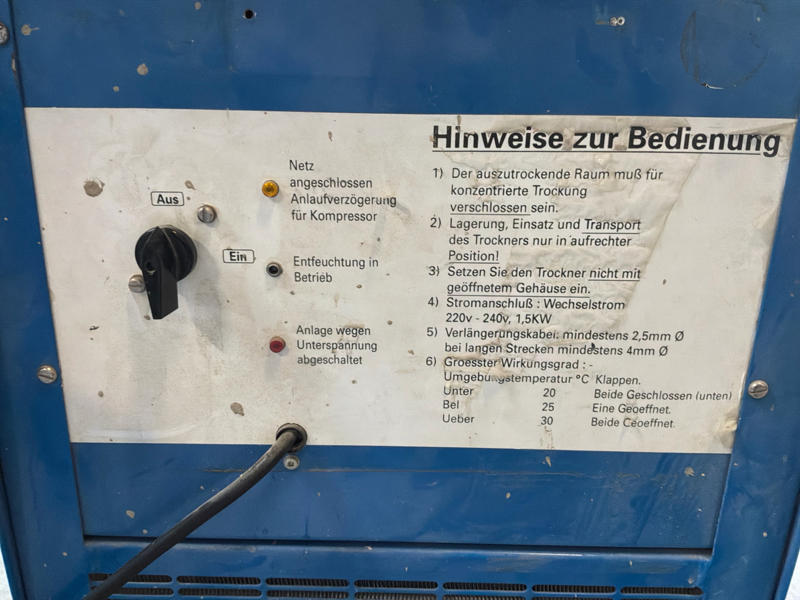 Aus
Ein
Netz
angeschlossen
Anlaufverzögerung
für Kompressor
Entfeuchtung in
Betrieb
Anlage wegen
Unterspannung
abgeschaltet
Hinweise zur Bedienung
1) Der auszutrockende Raum muß für
konzentrierte Trockung
verschlossen sein.
2) Lagerung, Einsatz und Transport
des Trockners nur in aufrechter
Position!
3) Setzen Sie den Trockner nicht mit
geöffnetem Gehäuse ein.
4) Stromanschluß : Wechselstrom
220v - 240v, 1,5KW
5) Verlängerungskabel: mindestens 2,5mm Ø
bei langen Strecken mindestens 4mm Ø
6) Groesster Wirkungsgrad : -
Umgebungstemperatur °C Klappen.
Unter 20 Beide Geschlossen (unten)
Bel 25 Eine Geoeffnet.
Ueber 30 Beide Ceoeffnet.